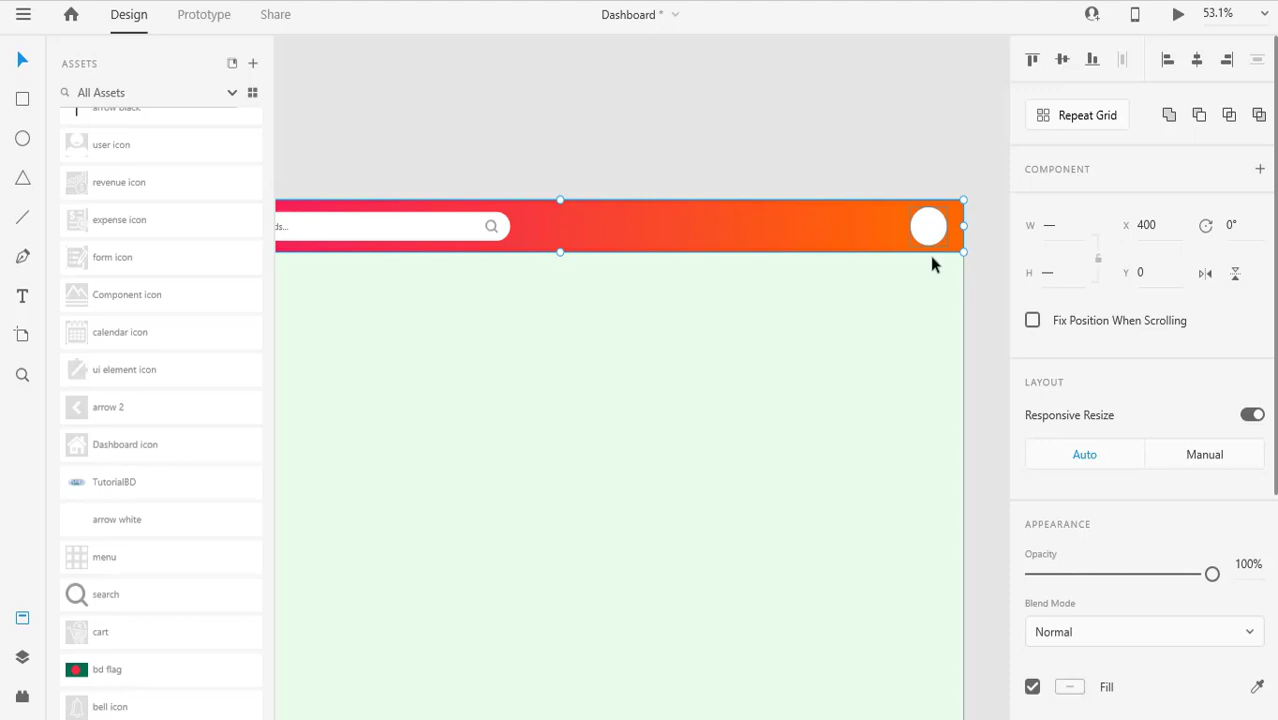 Design
Prototype
Share
Dashboard *
53.1%
ASSETS
All Assets
arrow black
user icon
revenue icon
expense icon
form icon
Component icon
calendar icon
ui element icon
arrow 2
Dashboard icon
TutorialBD
arrow white
menu
search
cart
bd flag
bell icon
ds...
Repeat Grid
COMPONENT
W —
X 400
0°
H —
Y 0
Fix Position When Scrolling
LAYOUT
Responsive Resize
Auto
Manual
APPEARANCE
Opacity
100%
Blend Mode
Normal
Fill